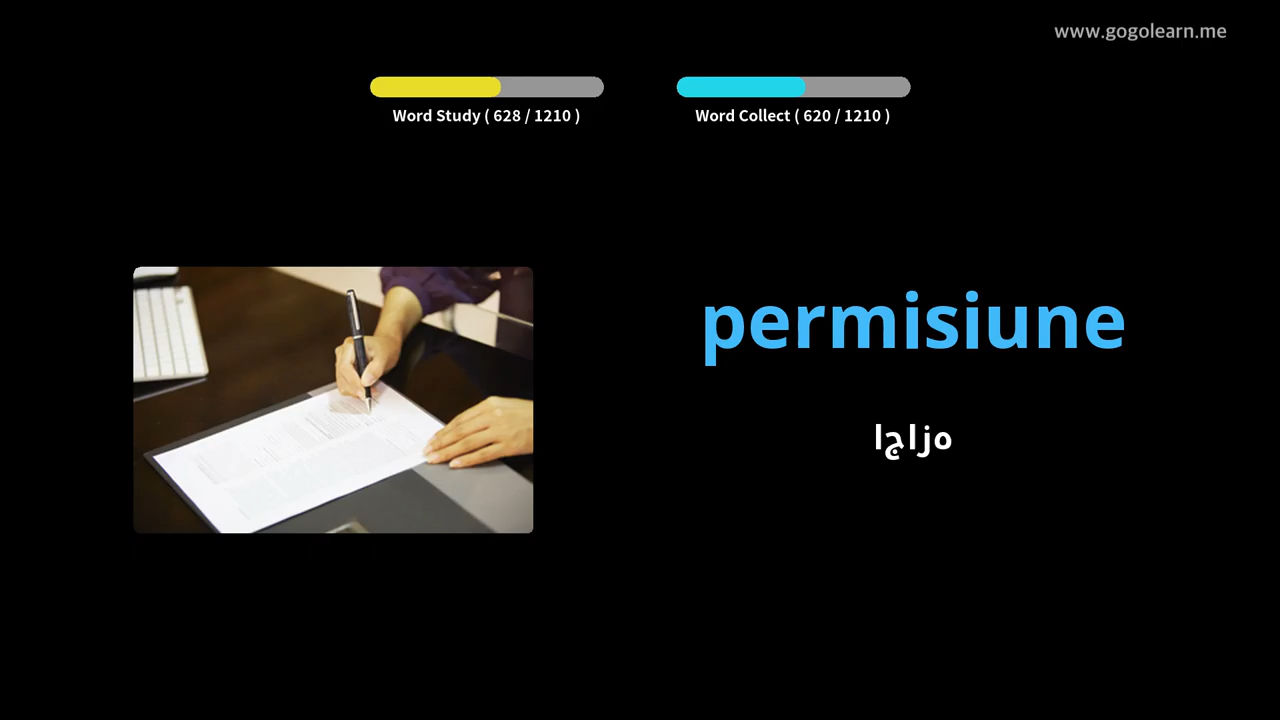 www.gogolearn.me
Word Study ( 628 / 1210 )
Word Collect ( 620 / 1210 )
permisiune
اجازه